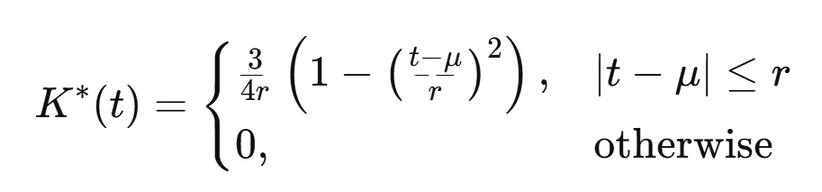 K*(t) = { 3/4r (1 − (t−μ/r)²), |t − μ| ≤ r
0, otherwise